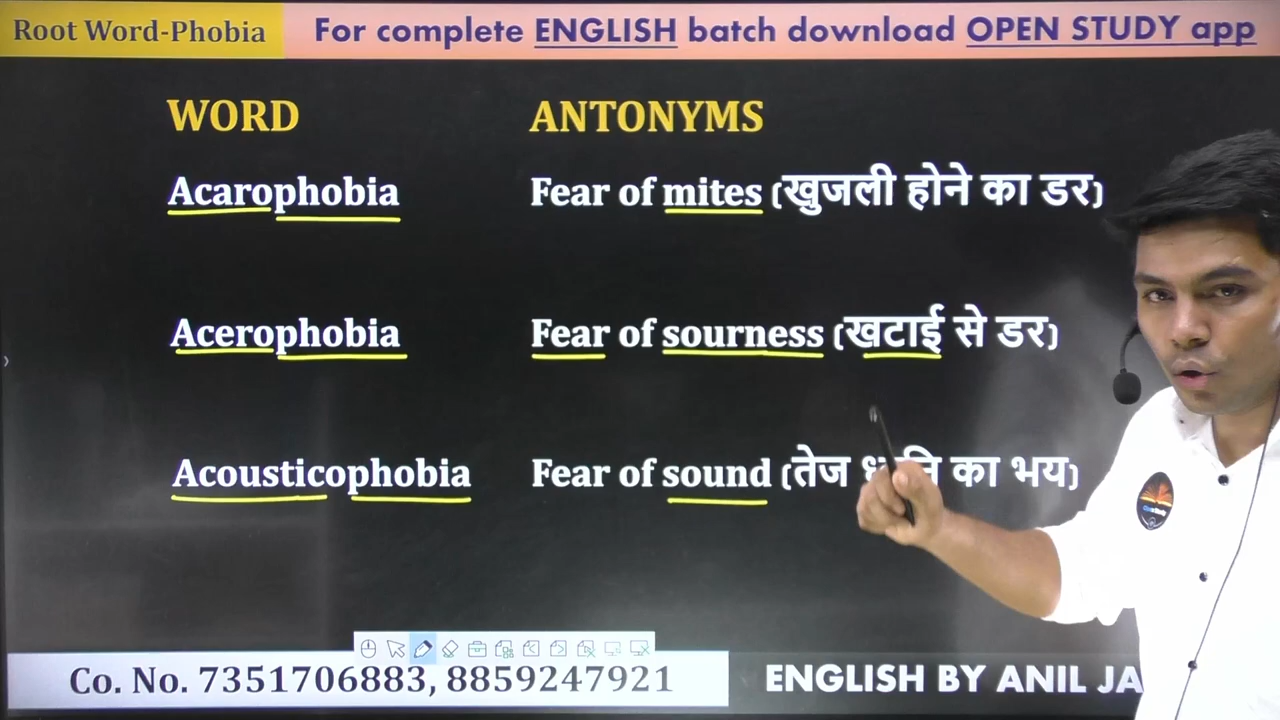 Root Word-Phobia
For complete ENGLISH batch download OPEN STUDY app
WORD ANTONYMS
Acarophobia Fear of mites (खुजली होने का डर)
Acerophobia Fear of sourness (खटाई से डर)
Acousticophobia Fear of sound (तेज का भय)
Co. No. 7351706883, 8859247921
ENGLISH BY ANIL